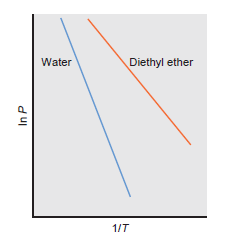 Water
Diethyl ether
ln P
1/T